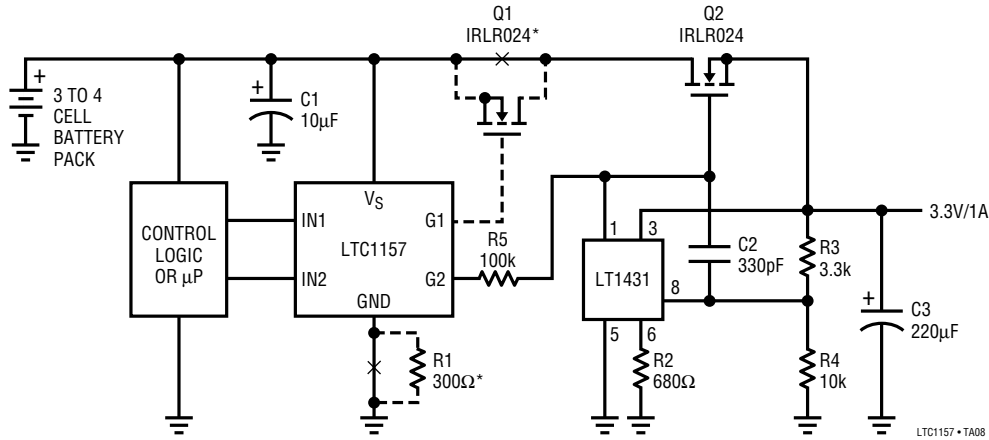 Q1
IRLR024*
Q2
IRLR024
+
3 TO 4
CELL
BATTERY
PACK
+
C1
10µF
CONTROL
LOGIC
OR µP
VS
IN1
IN2
LTC1157
G1
G2
GND
R5
100k
R1
300Ω*
1
3
LT1431
8
5
6
R2
680Ω
C2
330pF
3.3V/1A
R3
3.3k
R4
10k
+
C3
220µF
LTC1157 • TA08